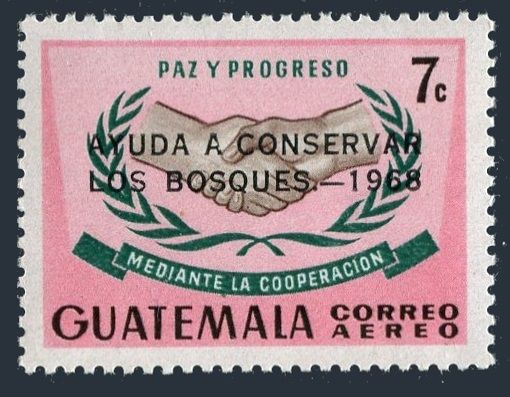 PAZ Y PROGRESO
7c
AYUDA A CONSERVAR
LOS BOSQUES.—1968
MEDIANTE LA COOPERACION
GUATEMALA CORREO
AEREO